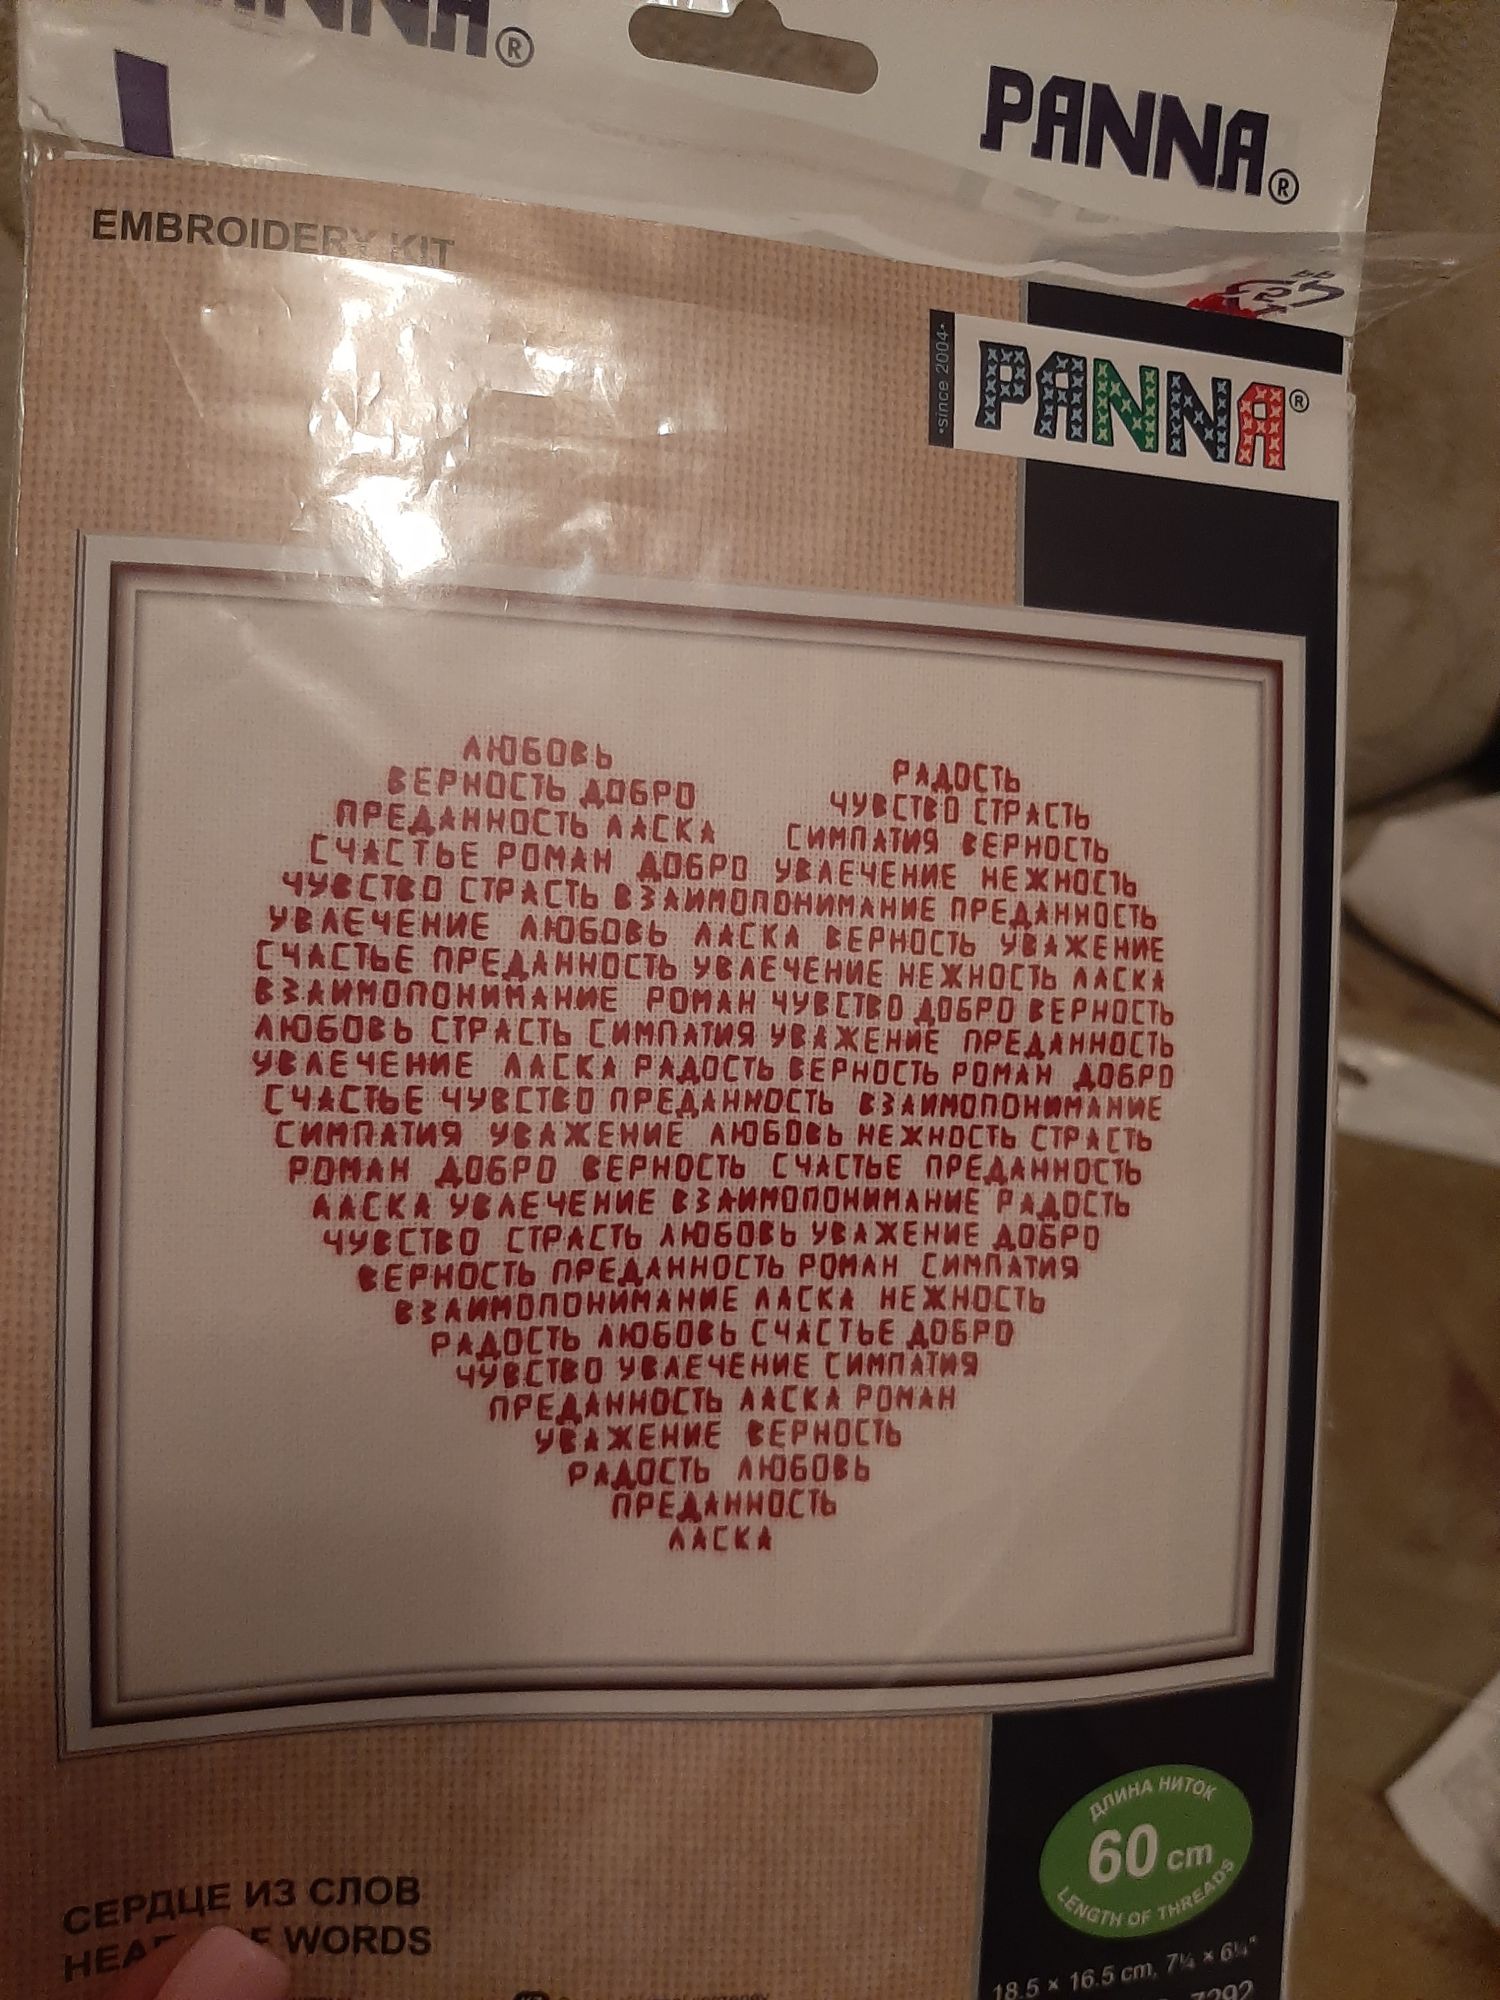 PANNA®
EMBROIDERY KIT
•since 2004•
PANNA®
ЛЮБОВЬ
РАДОСТЬ
ВЕРНОСТЬ ДОБРО
ЧУВСТВО СТРАСТЬ
ПРЕДАННОСТЬ ЛАСКА
СИМПАТИЯ ВЕРНОСТЬ
СЧАСТЬЕ РОМАН ДОБРО УВЛЕЧЕНИЕ НЕЖНОСТЬ
ЧУВСТВО СТРАСТЬ ВЗАИМОПОНИМАНИЕ ПРЕДАННОСТЬ
УВЛЕЧЕНИЕ ЛЮБОВЬ ЛАСКА ВЕРНОСТЬ УВАЖЕНИЕ
СЧАСТЬЕ ПРЕДАННОСТЬ УВЛЕЧЕНИЕ НЕЖНОСТЬ ЛАСКА
ВЗАИМОПОНИМАНИЕ РОМАН ЧУВСТВО ДОБРО ВЕРНОСТЬ
ЛЮБОВЬ СТРАСТЬ СИМПАТИЯ УВАЖЕНИЕ ПРЕДАННОСТЬ
УВЛЕЧЕНИЕ ЛАСКА РАДОСТЬ ВЕРНОСТЬ РОМАН ДОБРО
СЧАСТЬЕ ЧУВСТВО ПРЕДАННОСТЬ ВЗАИМОПОНИМАНИЕ
СИМПАТИЯ УВАЖЕНИЕ ЛЮБОВЬ НЕЖНОСТЬ СТРАСТЬ
РОМАН ДОБРО ВЕРНОСТЬ СЧАСТЬЕ ПРЕДАННОСТЬ
ЛАСКА УВЛЕЧЕНИЕ ВЗАИМОПОНИМАНИЕ РАДОСТЬ
ЧУВСТВО СТРАСТЬ ЛЮБОВЬ УВАЖЕНИЕ ДОБРО
ВЕРНОСТЬ ПРЕДАННОСТЬ РОМАН СИМПАТИЯ
ВЗАИМОПОНИМАНИЕ ЛАСКА НЕЖНОСТЬ
РАДОСТЬ ЛЮБОВЬ СЧАСТЬЕ ДОБРО
ЧУВСТВО УВЛЕЧЕНИЕ СИМПАТИЯ
ПРЕДАННОСТЬ ЛАСКА РОМАН
УВАЖЕНИЕ ВЕРНОСТЬ
РАДОСТЬ ЛЮБОВЬ
ПРЕДАННОСТЬ
ЛАСКА
ДЛИНА НИТОК
60 cm
LENGTH OF THREADS
СЕРДЦЕ ИЗ СЛОВ
WORDS
18.5 × 16.5 cm, 7¼ × 6½"